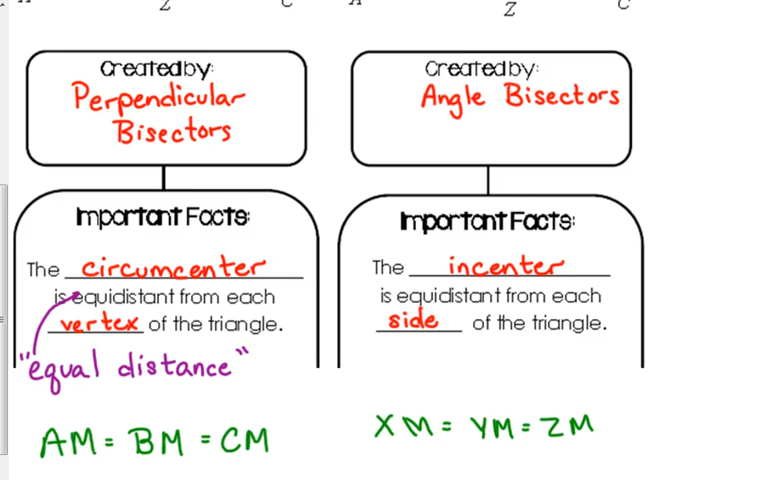 Z
C
Z
C
Created by:
Perpendicular
Bisectors
Important Facts:
The circumcenter
is equidistant from each
vertex of the triangle.
"equal distance"
AM = BM = CM
Created by:
Angle Bisectors
Important Facts:
The incenter
is equidistant from each
side of the triangle.
XM = YM = ZM